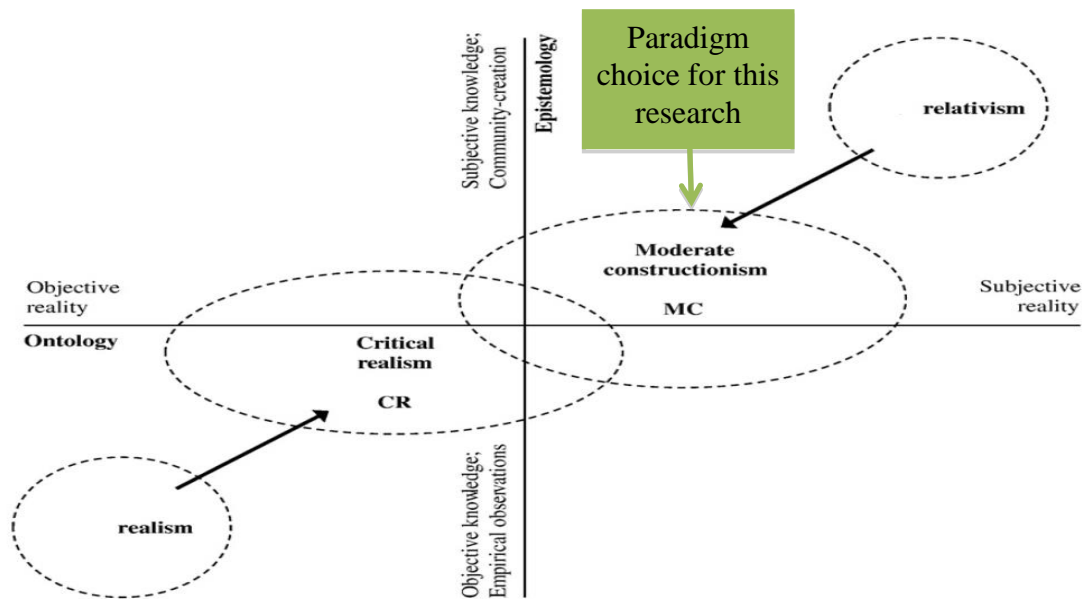 Paradigm
choice for this
research
Subjective knowledge;
Community-creation
Epistemology
relativism
Moderate
constructionism
MC
Objective
reality
Subjective
reality
Ontology
Critical
realism
CR
realism
Objective knowledge;
Empirical observations